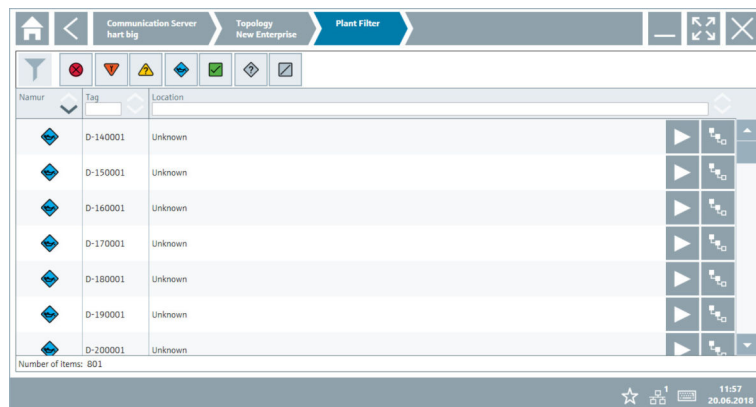 Communication Server
hart big
Topology
New Enterprise
Plant Filter
Namur
Tag
Location
D-140001 Unknown
D-150001 Unknown
D-160001 Unknown
D-170001 Unknown
D-180001 Unknown
D-190001 Unknown
D-200001 Unknown
Number of items: 801
1
11:57
20.06.2018